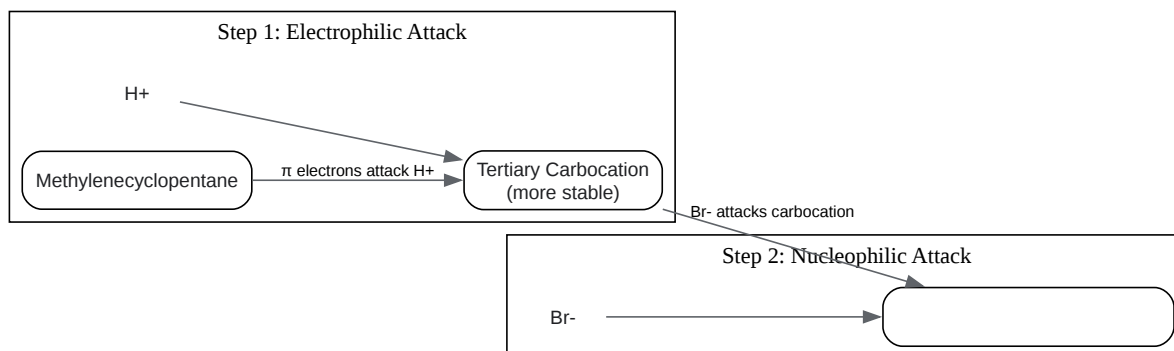 Step 1: Electrophilic Attack
H+
Methylenecyclopentane
π electrons attack H+
Tertiary Carbocation
(more stable)
Br- attacks carbocation
Step 2: Nucleophilic Attack
Br-